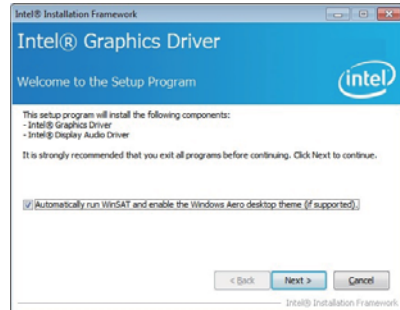 Intel® Installation Framework
Intel® Graphics Driver
Welcome to the Setup Program
intel
This setup program will install the following components:
- Intel® Graphics Driver
- Intel® Display Audio Driver
It is strongly recommended that you exit all programs before continuing. Click Next to continue.
Automatically run WinSAT and enable the Windows Aero desktop theme (if supported).
< Back Next > Cancel
Intel® Installation Framework